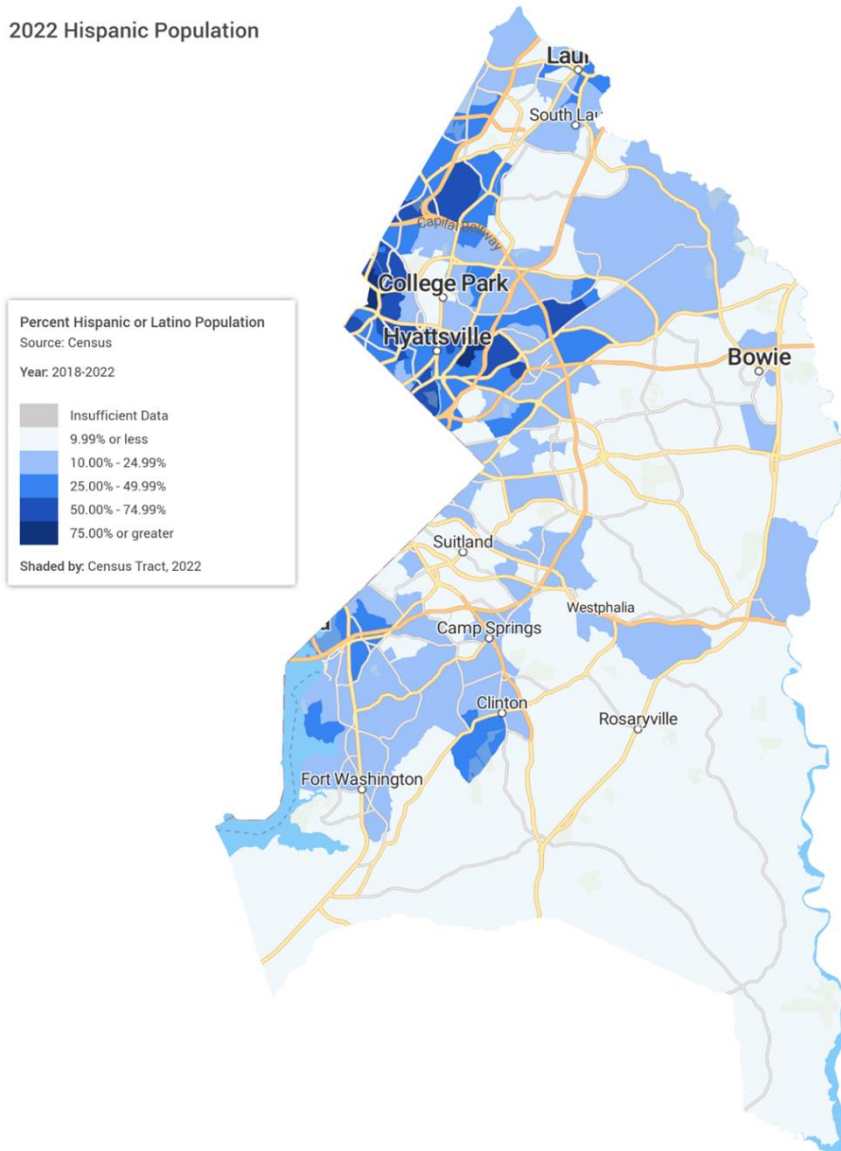 2022 Hispanic Population
Percent Hispanic or Latino Population
Source: Census
Year: 2018-2022
Insufficient Data
9.99% or less
10.00% - 24.99%
25.00% - 49.99%
50.00% - 74.99%
75.00% or greater
Shaded by: Census Tract, 2022
Laur
South Lau
Capital Beltway
College Park
Hyattsville
Bowie
Suitland
Westphalia
Camp Springs
Clinton
Rosaryville
Fort Washington